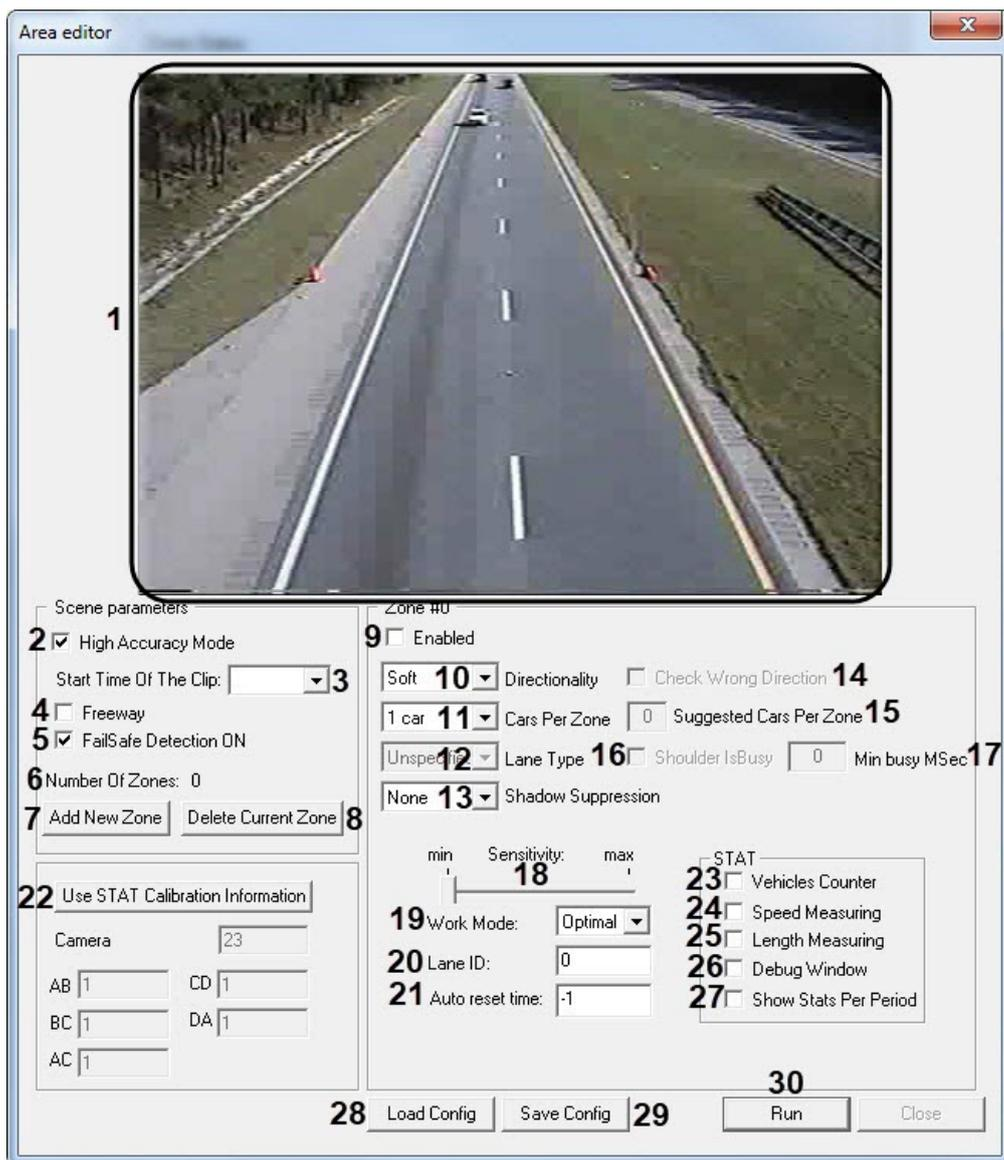 Area editor
1
Scene parameters
2 High Accuracy Mode
Start Time Of The Clip: 3
4 Freeway
5 FailSafe Detection ON
6 Number Of Zones: 0
7 Add New Zone Delete Current Zone 8
22 Use STAT Calibration Information
Camera 23
AB 1 CD 1
BC 1 DA 1
AC 1
Zone #0
9 Enabled
Soft 10 Directionality Check Wrong Direction 14
1 car 11 Cars Per Zone 0 Suggested Cars Per Zone 15
12 Lane Type 16 Shoulder IsBusy 0 Min busy MSec 17
None 13 Shadow Suppression
min Sensitivity: max
18
19 Work Mode: Optimal
20 Lane ID: 0
21 Auto reset time: -1
STAT
23 Vehicles Counter
24 Speed Measuring
25 Length Measuring
26 Debug Window
27 Show Stats Per Period
30
28 Load Config Save Config 29 Run Close